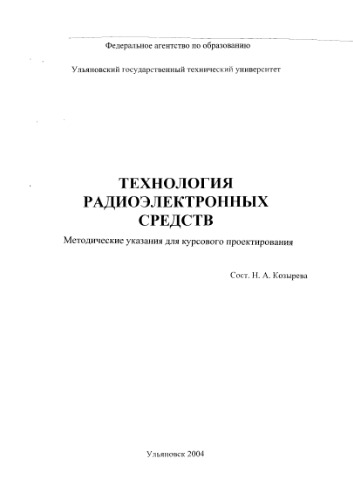 Федеральное агентство по образованию
Ульяновский государственный технический университет
ТЕХНОЛОГИЯ
РАДИОЭЛЕКТРОННЫХ
СРЕДСТВ
Методические указания для курсового проектирования
Сост. Н. А. Козырева
Ульяновск 2004